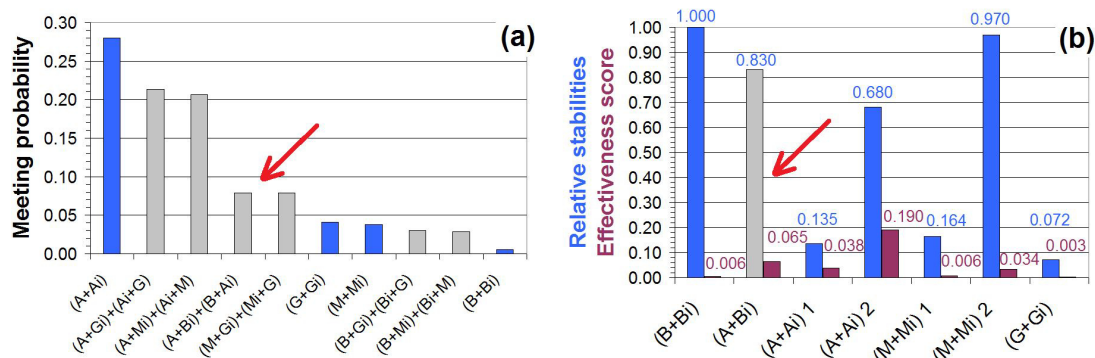 (a)
Meeting probability
0.30
0.25
0.20
0.15
0.10
0.05
0.00
(A+Ai)
(A+Gi)+(Ai+G)
(A+Mi)+(Ai+M)
(A+Bi)+(B+Ai)
(M+Gi)+(Mi+G)
(G+Gi)
(M+Mi)
(B+Gi)+(Bi+G)
(B+Mi)+(Bi+M)
(B+Bi)
(b)
Relative stabilities
Effectiveness score
1.00
0.90
0.80
0.70
0.60
0.50
0.40
0.30
0.20
0.10
0.00
1.000
0.006
0.830
0.065
0.135
0.038
0.680
0.190
0.164
0.006
0.970
0.034
0.072
0.003
(B+Bi)
(A+Bi)
(A+Ai) 1
(A+Ai) 2
(M+Mi) 1
(M+Mi) 2
(G+Gi)